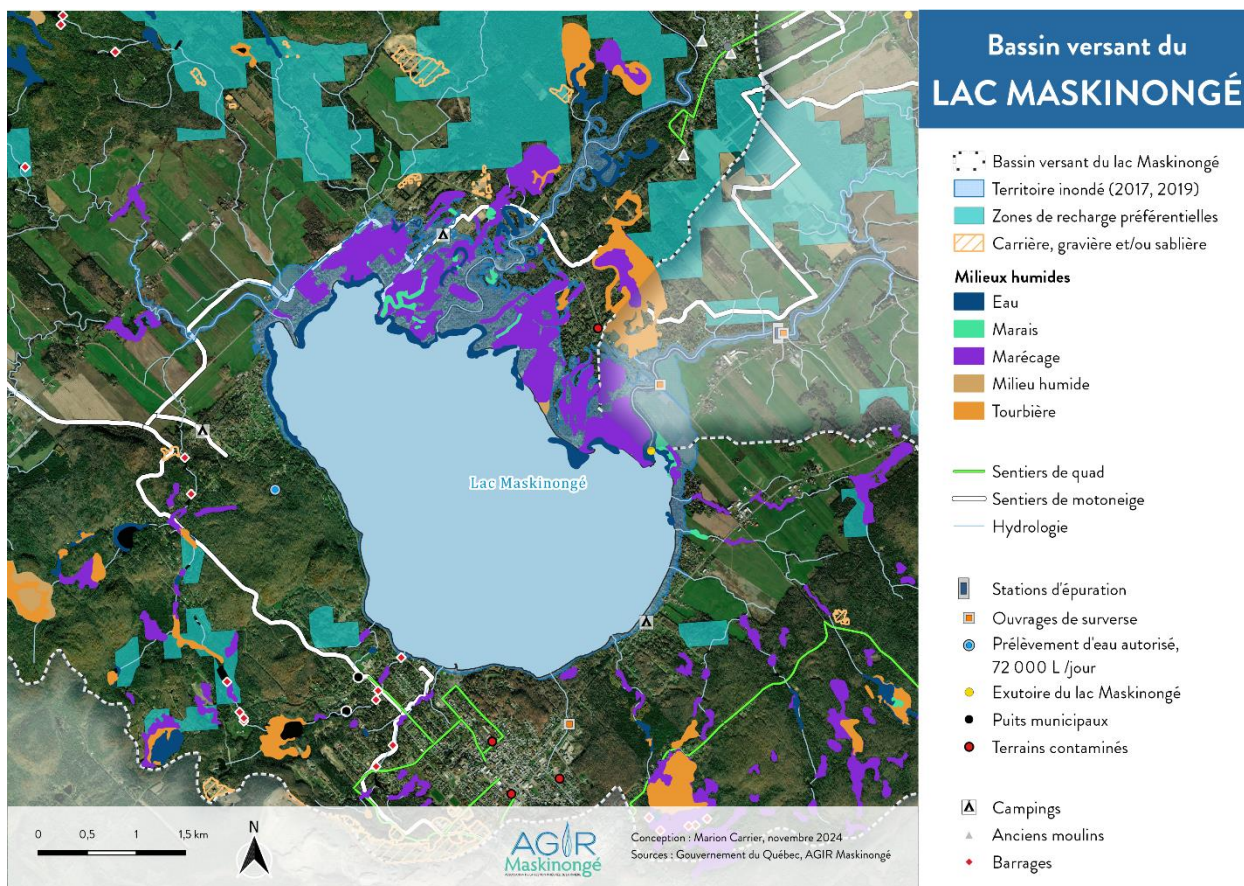 Bassin versant du
LAC MASKINONGÉ
Bassin versant du lac Maskinongé
Territoire inondé (2017, 2019)
Zones de recharge préférentielles
Carrière, gravière et/ou sablière
Milieux humides
Eau
Marais
Marécage
Milieu humide
Tourbière
Sentiers de quad
Sentiers de motoneige
Hydrologie
Stations d'épuration
Ouvrages de surverse
Prélèvement d'eau autorisé,
72 000 L /jour
Exutoire du lac Maskinongé
Puits municipaux
Terrains contaminés
Campings
Anciens moulins
Barrages
Lac Maskinongé
0 0,5 1 1,5 km
N
AGIR
Maskinongé
Conception : Marion Carrier, novembre 2024
Sources : Gouvernement du Québec, AGIR Maskinongé